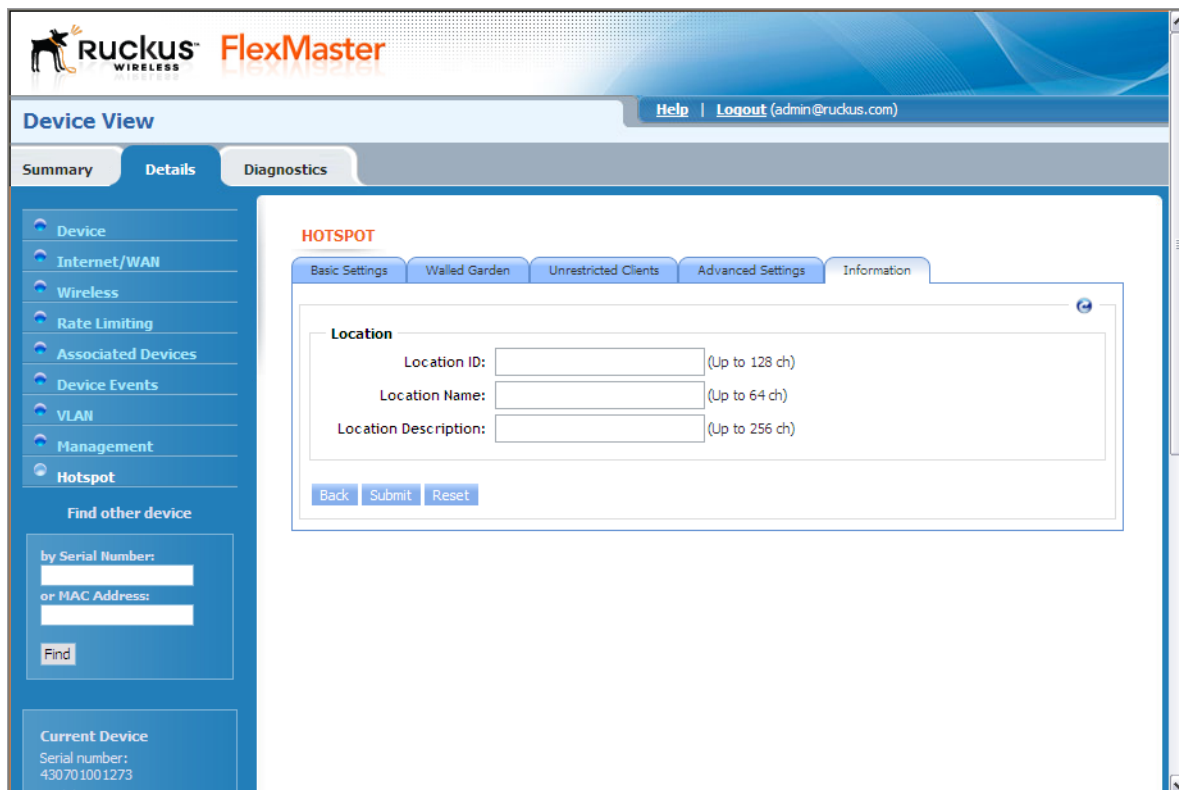 RUCKUS WIRELESS FlexMaster
Device View
Help | Logout (admin@ruckus.com)
Summary Details Diagnostics
Device
Internet/WAN
Wireless
Rate Limiting
Associated Devices
Device Events
VLAN
Management
Hotspot
Find other device
by Serial Number:
or MAC Address:
Find
Current Device
Serial number:
430701001273
HOTSPOT
Basic Settings Walled Garden Unrestricted Clients Advanced Settings Information
Location
Location ID: (Up to 128 ch)
Location Name: (Up to 64 ch)
Location Description: (Up to 256 ch)
Back Submit Reset